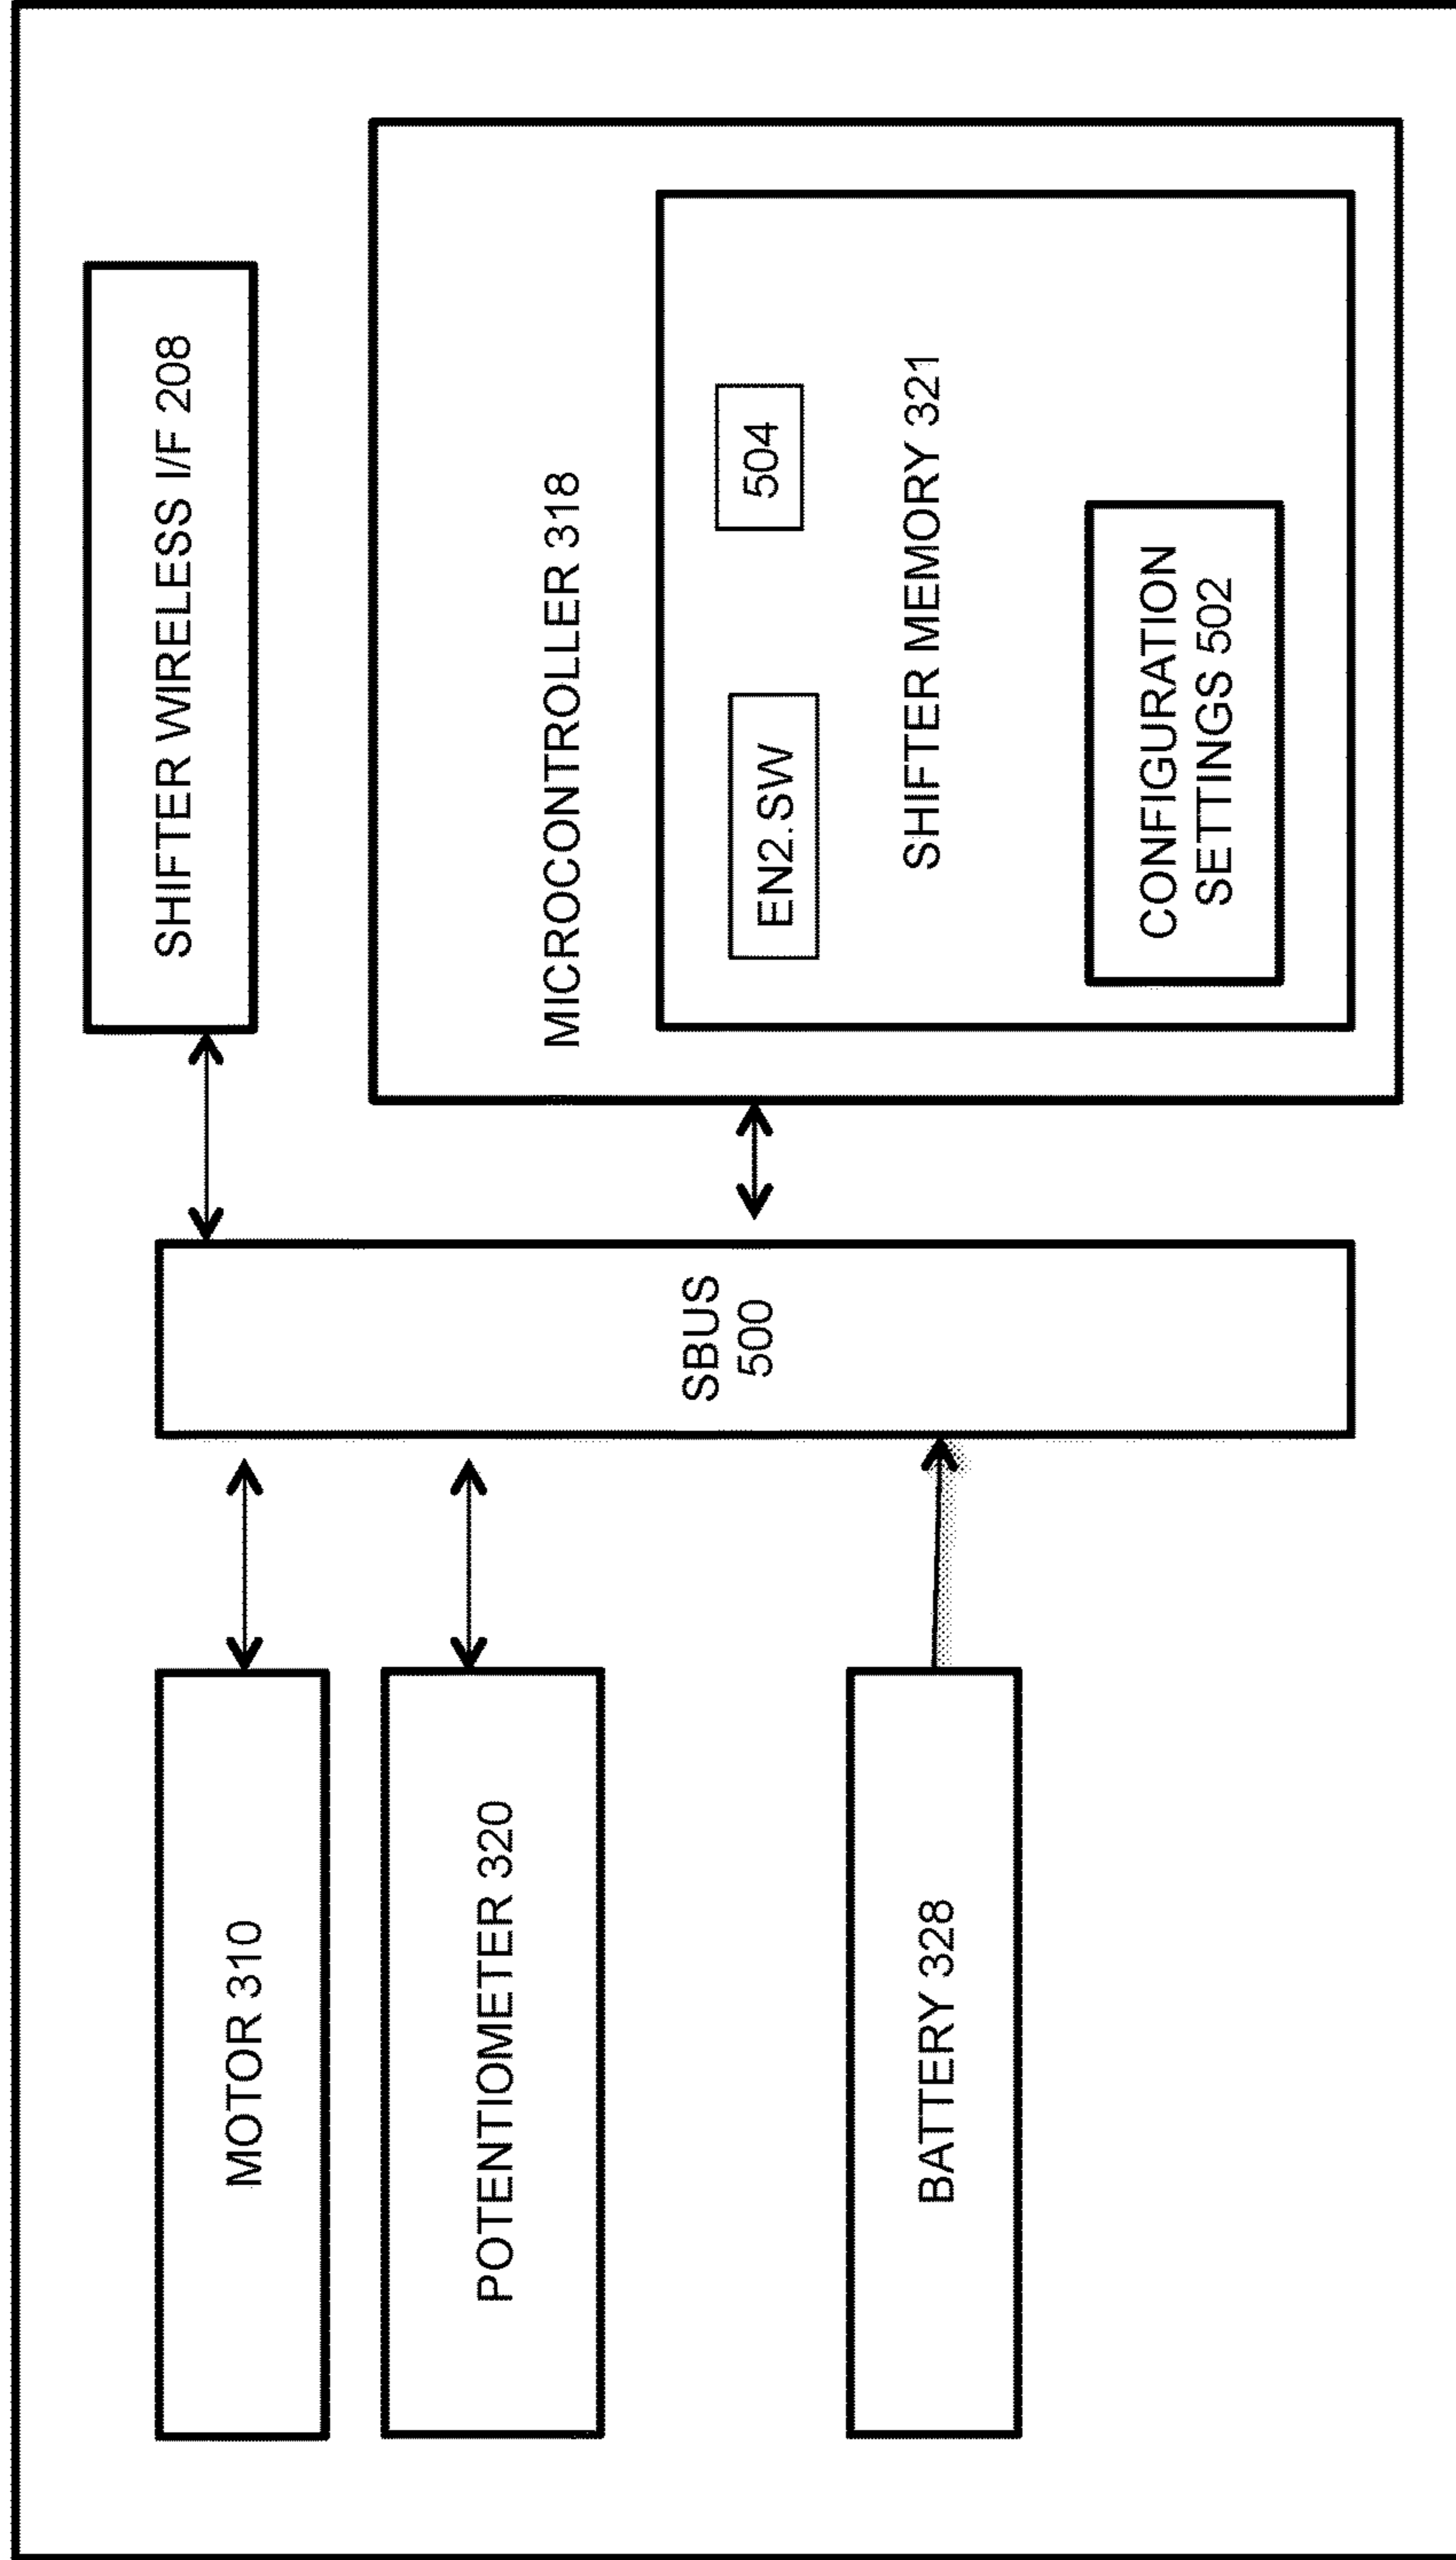 MOTOR 310
POTENTIOMETER 320
BATTERY 328
SBUS
500
SHIFTER WIRELESS I/F 208
MICROCONTROLLER 318
EN2.SW
504
SHIFTER MEMORY 321
CONFIGURATION
SETTINGS 502